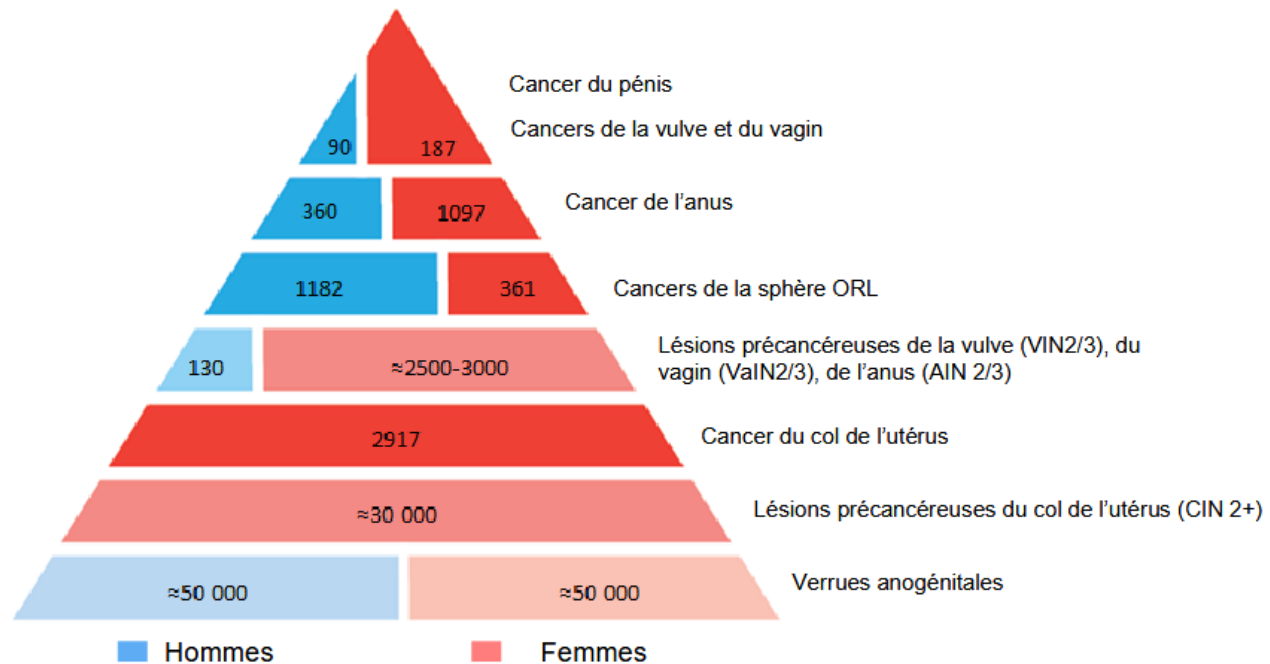 Cancer du pénis
Cancers de la vulve et du vagin
90 187
Cancer de l’anus
360 1097
1182 361
Cancers de la sphère ORL
Lésions précancéreuses de la vulve (VIN2/3), du
vagin (VaIN2/3), de l’anus (AIN 2/3)
130 ≈2500-3000
2917
Cancer du col de l’utérus
≈30 000
Lésions précancéreuses du col de l’utérus (CIN 2+)
≈50 000 ≈50 000
Verrues anogénitales
Hommes Femmes